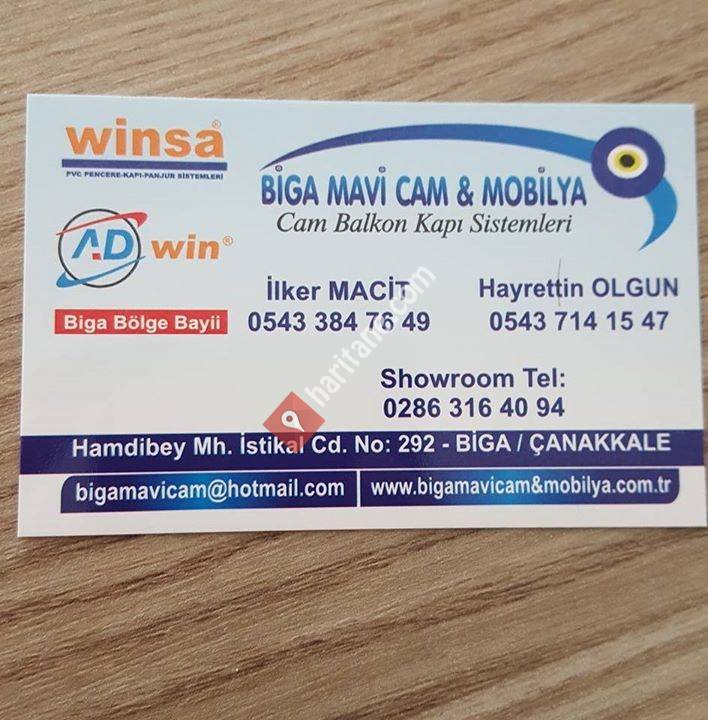 winsa®
PVC PENCERE-KAPI-PANJUR SİSTEMLERİ
BİGA MAVİ CAM & MOBİLYA
Cam Balkon Kapı Sistemleri
AD win®
Biga Bölge Bayii
İlker MACİT
0543 384 76 49
Hayrettin OLGUN
0543 714 15 47
Showroom Tel:
0286 316 40 94
Hamdibey Mh. İstikal Cd. No: 292 - BİGA / ÇANAKKALE
bigamavicam@hotmail.com
www.bigamavicam&mobilya.com.tr
haritane.com